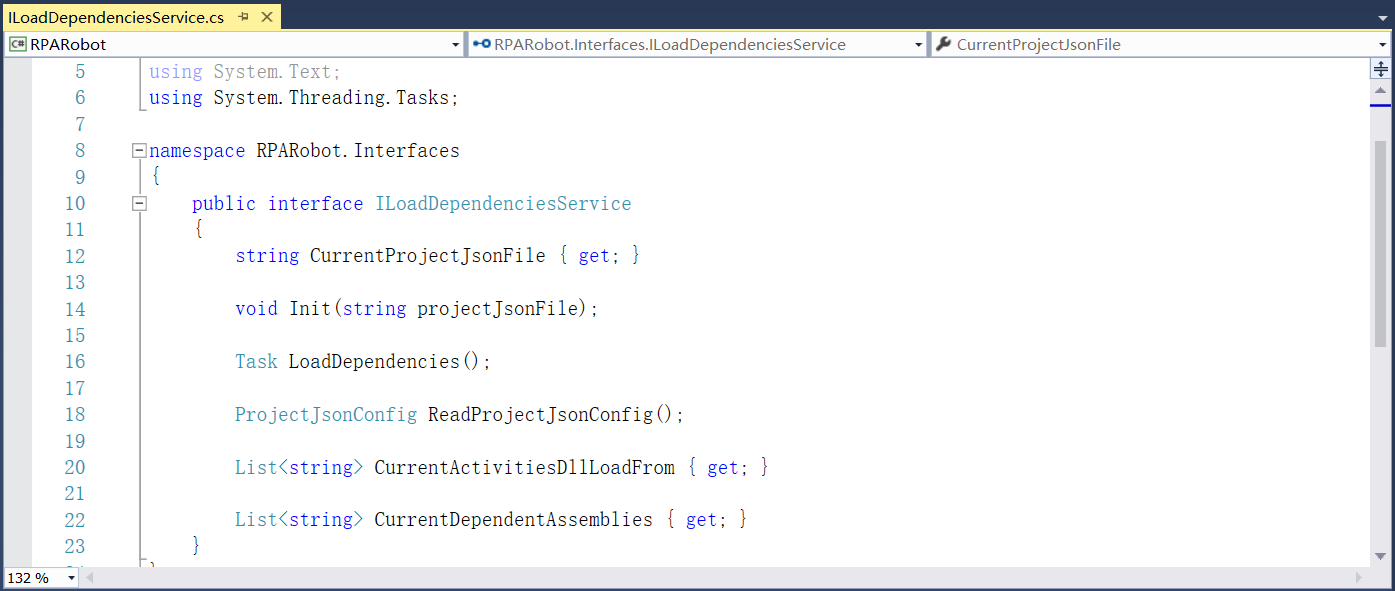 ILoadDependenciesService.cs
C# RPARobot
RPARobot.Interfaces.ILoadDependenciesService
CurrentProjectJsonFile
5 using System.Text;
6 using System.Threading.Tasks;
7
8 namespace RPARobot.Interfaces
9 {
10 public interface ILoadDependenciesService
11 {
12 string CurrentProjectJsonFile { get; }
13
14 void Init(string projectJsonFile);
15
16 Task LoadDependencies();
17
18 ProjectJsonConfig ReadProjectJsonConfig();
19
20 List<string> CurrentActivitiesDllLoadFrom { get; }
21
22 List<string> CurrentDependentAssemblies { get; }
23 }
132 %